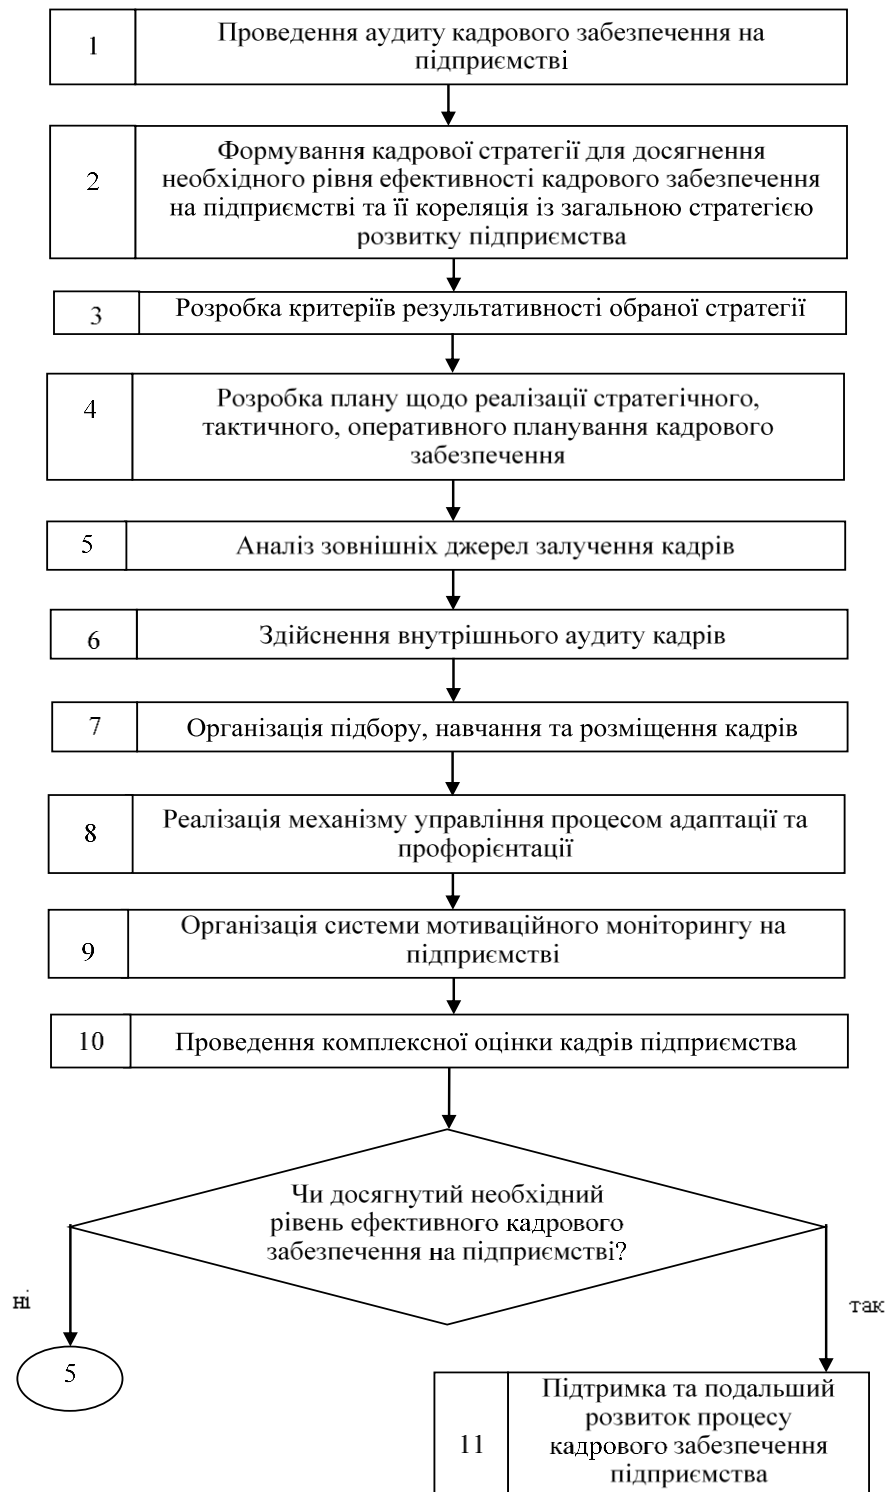 1
Проведення аудиту кадрового забезпечення на
підприємстві
2
Формування кадрової стратегії для досягнення
необхідного рівня ефективності кадрового забезпечення
на підприємстві та її кореляція із загальною стратегією
розвитку підприємства
3
Розробка критеріїв результативності обраної стратегії
4
Розробка плану щодо реалізації стратегічного,
тактичного, оперативного планування кадрового
забезпечення
5
Аналіз зовнішніх джерел залучення кадрів
6
Здійснення внутрішнього аудиту кадрів
7
Організація підбору, навчання та розміщення кадрів
8
Реалізація механізму управління процесом адаптації та
профорієнтації
9
Організація системи мотиваційного моніторингу на
підприємстві
10
Проведення комплексної оцінки кадрів підприємства
Чи досягнутий необхідний
рівень ефективного кадрового
забезпечення на підприємстві?
ні
так
5
11
Підтримка та подальший
розвиток процесу
кадрового забезпечення
підприємства